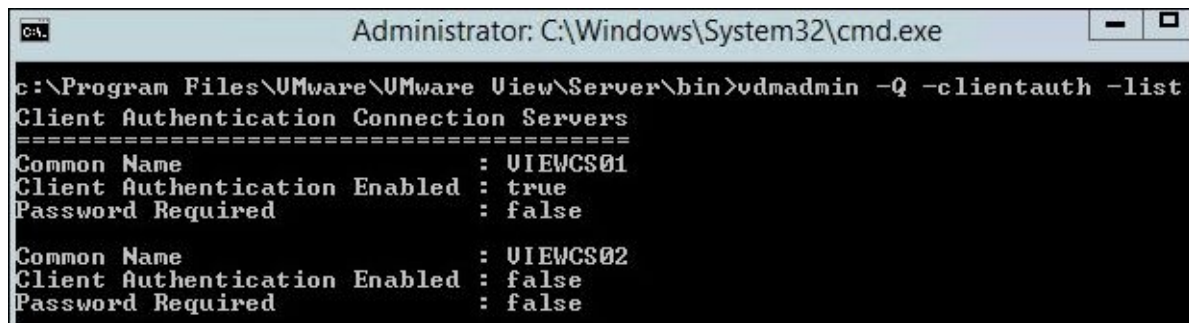 Administrator: C:\Windows\System32\cmd.exe
c:\Program Files\VMware\VMware View\Server\bin>vdmadmin -Q -clientauth -list
Client Authentication Connection Servers
========================================
Common Name : VIEWCS01
Client Authentication Enabled : true
Password Required : false
Common Name : VIEWCS02
Client Authentication Enabled : false
Password Required : false